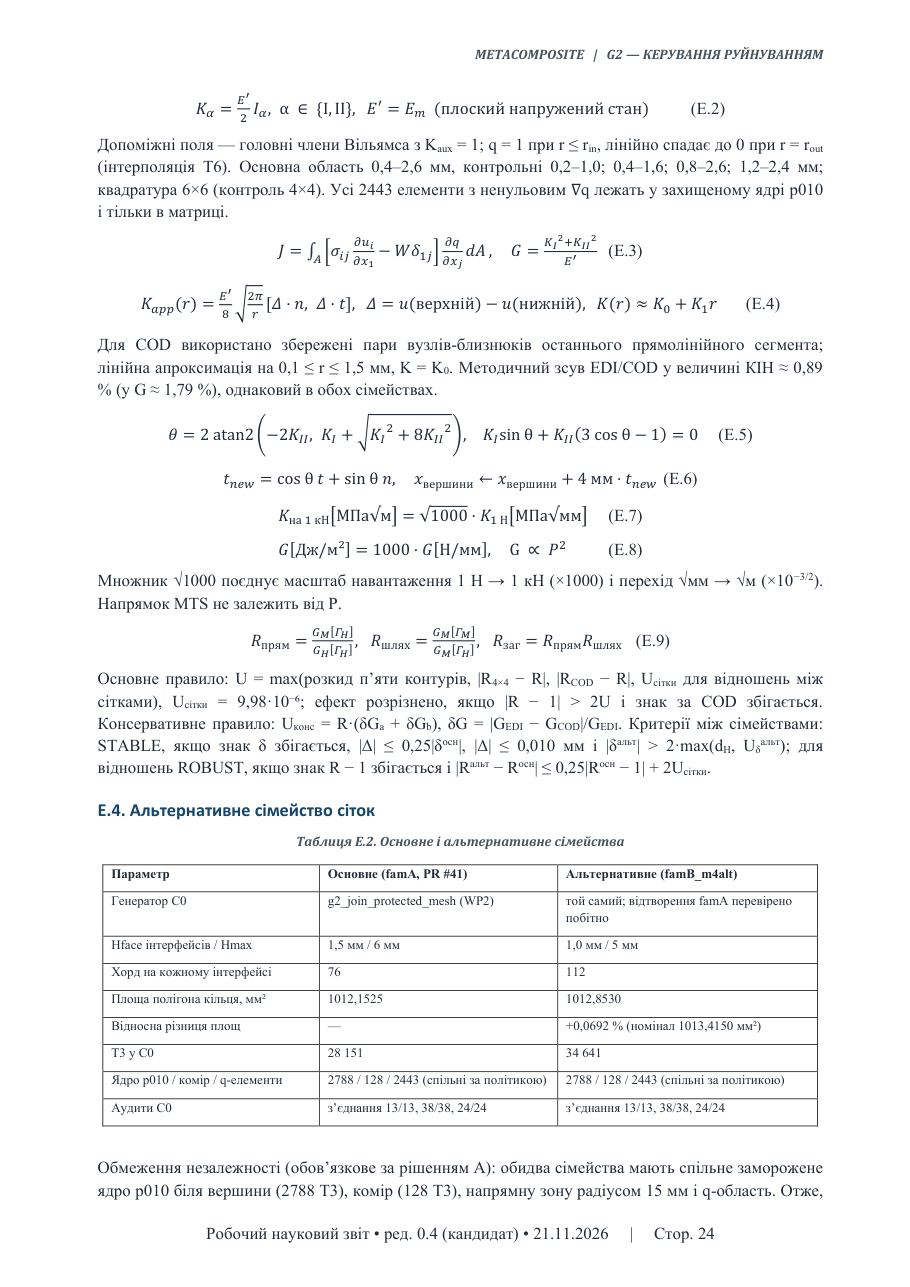 METACOMPOSITE | G2 — КЕРУВАННЯ РУЙНУВАННЯМ
K_α = E′/2 I_α, α ∈ {I, II}, E′ = E_m (плоский напружений стан) (E.2)
Допоміжні поля — головні члени Вільямса з K_aux = 1; q = 1 при r ≤ r_in, лінійно спадає до 0 при r = r_out
(інтерполяція T6). Основна область 0,4–2,6 мм, контрольні 0,2–1,0; 0,4–1,6; 0,8–2,6; 1,2–2,4 мм;
квадратура 6×6 (контроль 4×4). Усі 2443 елементи з ненульовим ∇q лежать у захищеному ядрі p010
і тільки в матриці.
J = ∫_A [σ_ij ∂u_i/∂x_1 − Wδ_1j] ∂q/∂x_j dA, G = (K_I² + K_II²)/E′ (E.3)
K_app(r) = E′/8 √(2π/r) [Δ · n, Δ · t], Δ = u(верхній) − u(нижній), K(r) ≈ K₀ + K₁r (E.4)
Для COD використано збережені пари вузлів-близнюків останнього прямолінійного сегмента;
лінійна апроксимація на 0,1 ≤ r ≤ 1,5 мм, K = K₀. Методичний зсув EDI/COD у величині КІН ≈ 0,89
% (у G ≈ 1,79 %), однаковий в обох сімействах.
θ = 2 atan2(−2K_II, K_I + √(K_I² + 8K_II²)), K_I sin θ + K_II(3 cos θ − 1) = 0 (E.5)
t_new = cos θ t + sin θ n, x_вершини ← x_вершини + 4 мм · t_new (E.6)
K_на 1 кН[МПа√м] = √1000 · K_1 Н[МПа√мм] (E.7)
G[Дж/м²] = 1000 · G[Н/мм], G ∝ P² (E.8)
Множник √1000 поєднує масштаб навантаження 1 Н → 1 кН (×1000) і перехід √мм → √м (×10⁻³ᐟ²).
Напрямок MTS не залежить від P.
R_прям = G_M[Γ_H]/G_H[Γ_H], R_шлях = G_M[Γ_M]/G_M[Γ_H], R_заг = R_прям R_шлях (E.9)
Основне правило: U = max(розкид п’яти контурів, |R_4×4 − R|, |R_COD − R|, U_сітки для відношень між
сітками), U_сітки = 9,98·10⁻⁶; ефект розрізнено, якщо |R − 1| > 2U і знак за COD збігається.
Консервативне правило: U_конс = R·(δG_a + δG_b), δG = |G_EDI − G_COD|/G_EDI. Критерії між сімействами:
STABLE, якщо знак δ збігається, |Δ| ≤ 0,25|δ^осн|, |Δ| ≤ 0,010 мм і |δ^альт| > 2·max(d_H, U_δ^альт); для
відношень ROBUST, якщо знак R − 1 збігається і |R^альт − R^осн| ≤ 0,25|R^осн − 1| + 2U_сітки.
E.4. Альтернативне сімейство сіток
Таблиця E.2. Основне і альтернативне сімейства
Параметр | Основне (famA, PR #41) | Альтернативне (famB_m4alt)
Генератор C0 | g2_join_protected_mesh (WP2) | той самий; відтворення famA перевірено
побітно
Hface інтерфейсів / Hmax | 1,5 мм / 6 мм | 1,0 мм / 5 мм
Хорд на кожному інтерфейсі | 76 | 112
Площа полігона кільця, мм² | 1012,1525 | 1012,8530
Відносна різниця площ | — | +0,0692 % (номінал 1013,4150 мм²)
T3 у C0 | 28 151 | 34 641
Ядро p010 / комір / q-елементи | 2788 / 128 / 2443 (спільні за політикою) | 2788 / 128 / 2443 (спільні за політикою)
Аудити C0 | з’єднання 13/13, 38/38, 24/24 | з’єднання 13/13, 38/38, 24/24
Обмеження незалежності (обов’язкове за рішенням A): обидва сімейства мають спільне заморожене
ядро p010 біля вершини (2788 T3), комір (128 T3), напрямну зону радіусом 15 мм і q-область. Отже,
Робочий науковий звіт • ред. 0.4 (кандидат) • 21.11.2026 | Стор. 24